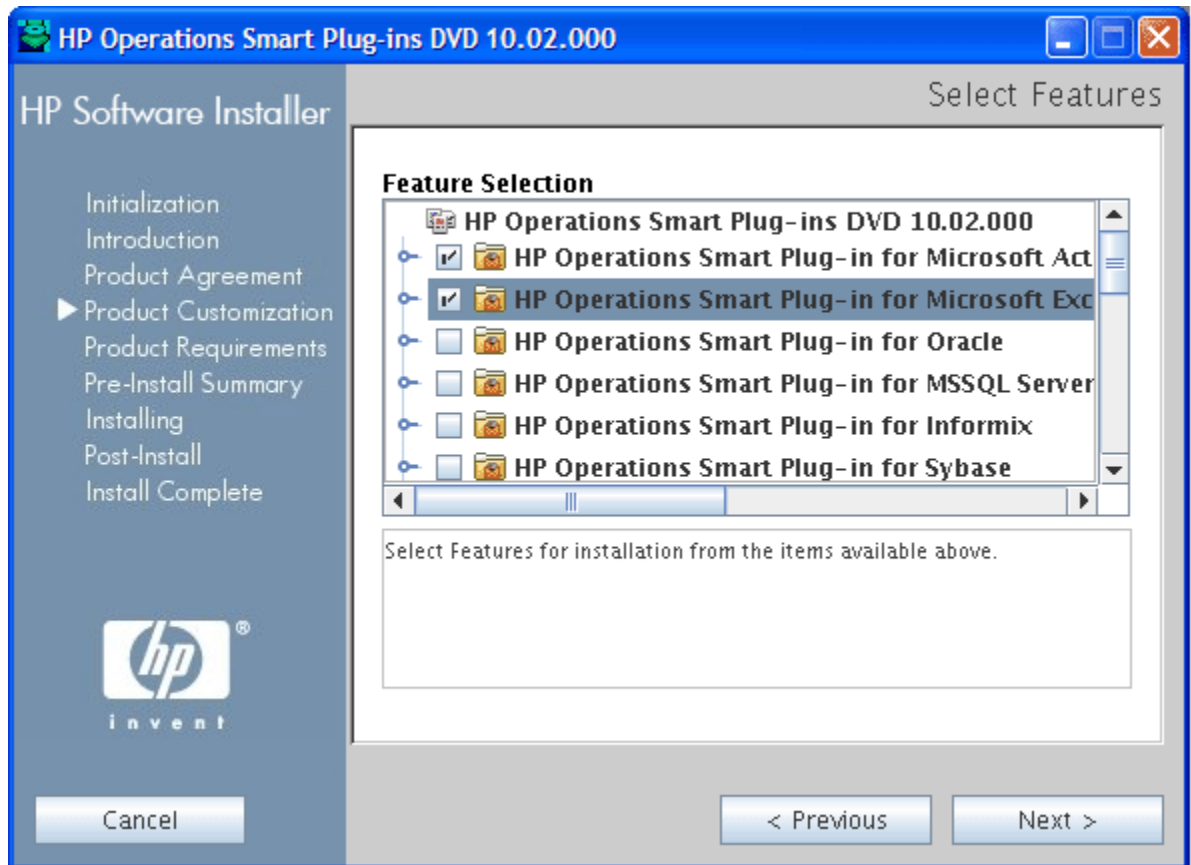 HP Operations Smart Plug-ins DVD 10.02.000
HP Software Installer
Select Features
Initialization
Introduction
Product Agreement
Product Customization
Product Requirements
Pre-Install Summary
Installing
Post-Install
Install Complete
hp
®
invent
Feature Selection
HP Operations Smart Plug-ins DVD 10.02.000
HP Operations Smart Plug-in for Microsoft Act
HP Operations Smart Plug-in for Microsoft Exc
HP Operations Smart Plug-in for Oracle
HP Operations Smart Plug-in for MSSQL Server
HP Operations Smart Plug-in for Informix
HP Operations Smart Plug-in for Sybase
Select Features for installation from the items available above.
Cancel
< Previous
Next >